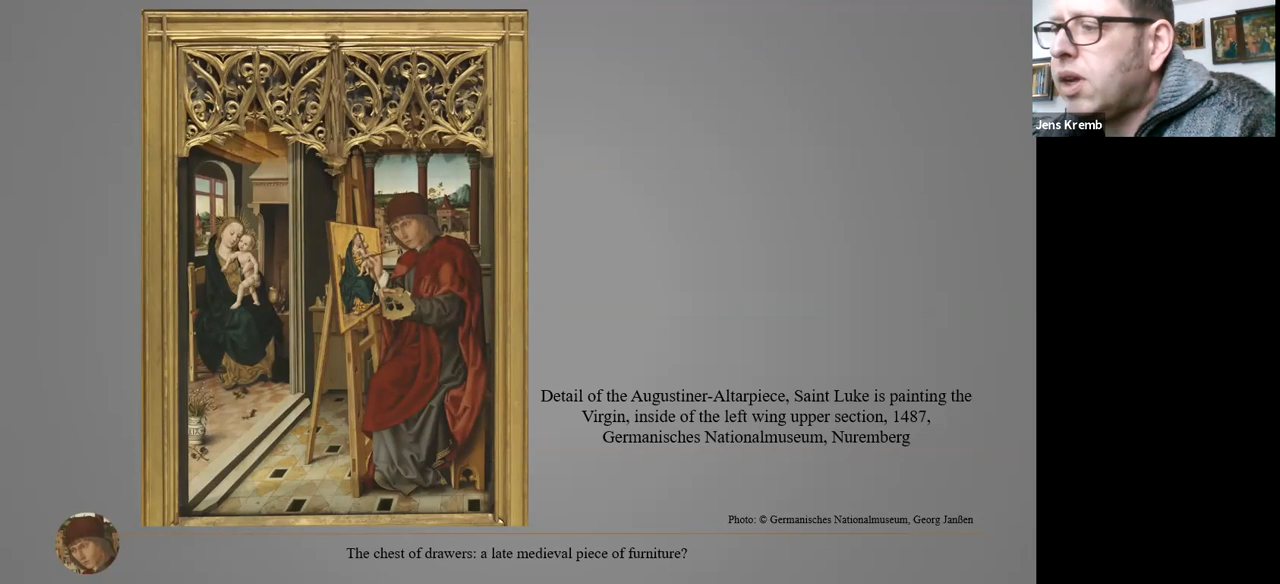 Jens Kremb
Detail of the Augustiner-Altarpiece, Saint Luke is painting the
Virgin, inside of the left wing upper section, 1487,
Germanisches Nationalmuseum, Nuremberg
Photo: © Germanisches Nationalmuseum, Georg Janßen
The chest of drawers: a late medieval piece of furniture?